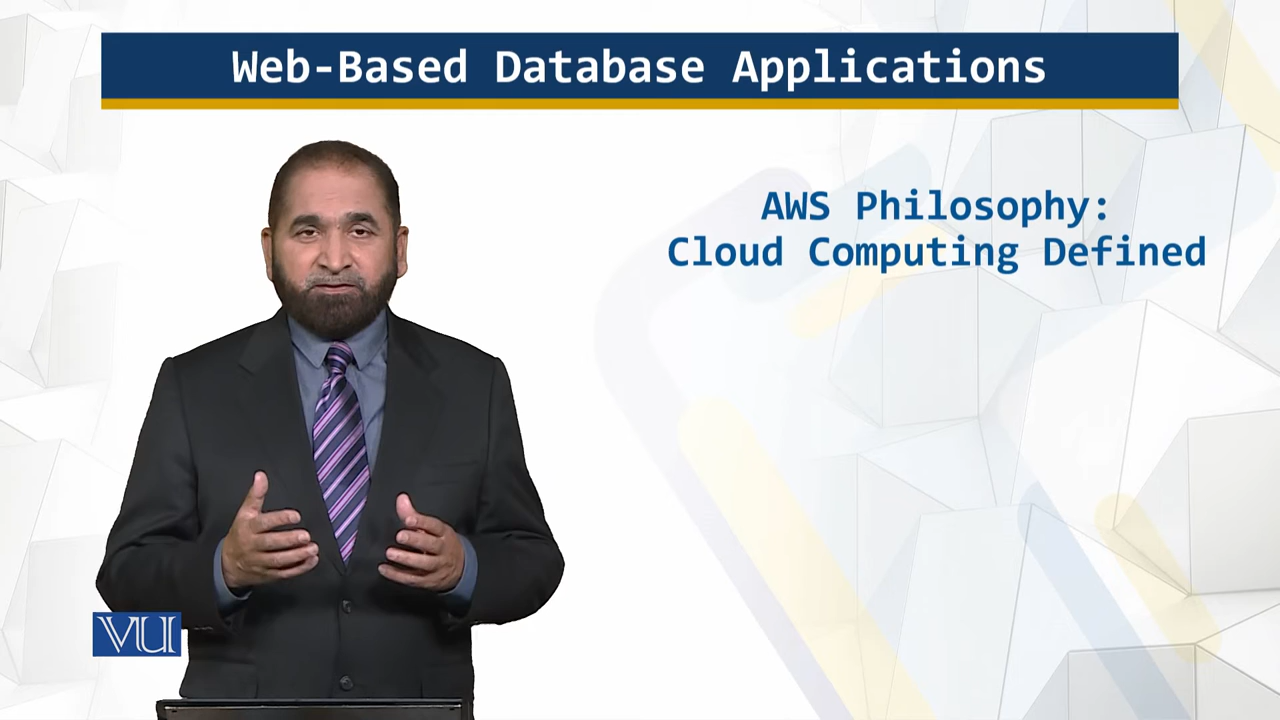 Web-Based Database Applications
AWS Philosophy:
Cloud Computing Defined
VU